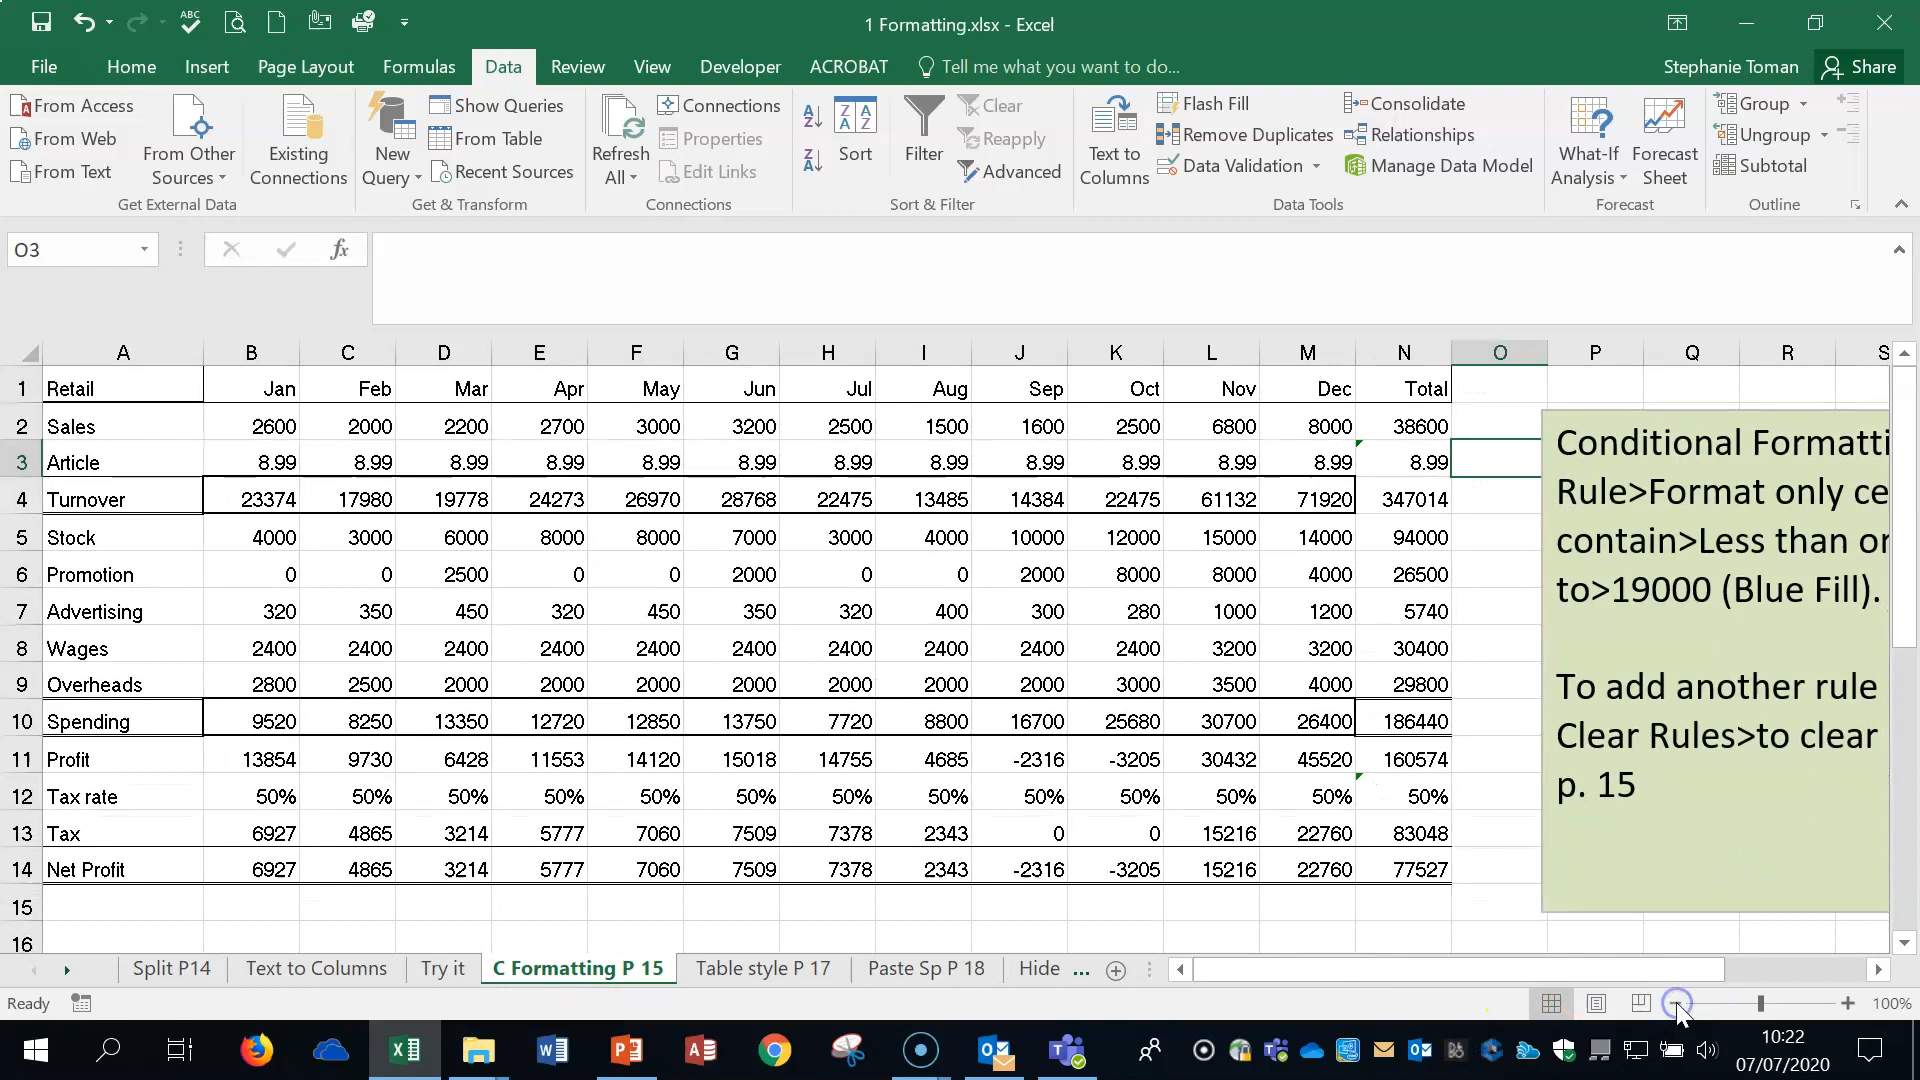 ABC
1 Formatting.xlsx - Excel
File Home Insert Page Layout Formulas Data Review View Developer ACROBAT Tell me what you want to do... Stephanie Toman Share
From Access
From Web
From Text
From Other Sources
Existing Connections
Get External Data
New Query
Show Queries
From Table
Recent Sources
Get & Transform
Refresh All
Connections
Properties
Edit Links
Connections
Sort
Filter
Clear
Reapply
Advanced
Sort & Filter
Text to Columns
Flash Fill
Remove Duplicates
Data Validation
Consolidate
Relationships
Manage Data Model
Data Tools
What-If Analysis
Forecast Sheet
Forecast
Group
Ungroup
Subtotal
Outline
O3 fx
A B C D E F G H I J K L M N O P Q R S
1 Retail Jan Feb Mar Apr May Jun Jul Aug Sep Oct Nov Dec Total
2 Sales 2600 2000 2200 2700 3000 3200 2500 1500 1600 2500 6800 8000 38600
3 Article 8.99 8.99 8.99 8.99 8.99 8.99 8.99 8.99 8.99 8.99 8.99 8.99 8.99
4 Turnover 23374 17980 19778 24273 26970 28768 22475 13485 14384 22475 61132 71920 347014
5 Stock 4000 3000 6000 8000 8000 7000 3000 4000 10000 12000 15000 14000 94000
6 Promotion 0 0 2500 0 0 2000 0 0 2000 8000 8000 4000 26500
7 Advertising 320 350 450 320 450 350 320 400 300 280 1000 1200 5740
8 Wages 2400 2400 2400 2400 2400 2400 2400 2400 2400 2400 3200 3200 30400
9 Overheads 2800 2500 2000 2000 2000 2000 2000 2000 2000 3000 3500 4000 29800
10 Spending 9520 8250 13350 12720 12850 13750 7720 8800 16700 25680 30700 26400 186440
11 Profit 13854 9730 6428 11553 14120 15018 14755 4685 -2316 -3205 30432 45520 160574
12 Tax rate 50% 50% 50% 50% 50% 50% 50% 50% 50% 50% 50% 50% 50%
13 Tax 6927 4865 3214 5777 7060 7509 7378 2343 0 0 15216 22760 83048
14 Net Profit 6927 4865 3214 5777 7060 7509 7378 2343 -2316 -3205 15216 22760 77527
15
16
Conditional Formatti
Rule>Format only ce
contain>Less than or
to>19000 (Blue Fill).
To add another rule
Clear Rules>to clear
p. 15
Split P14 Text to Columns Try it C Formatting P 15 Table style P 17 Paste Sp P 18 Hide ...
Ready 100%
10:22
07/07/2020